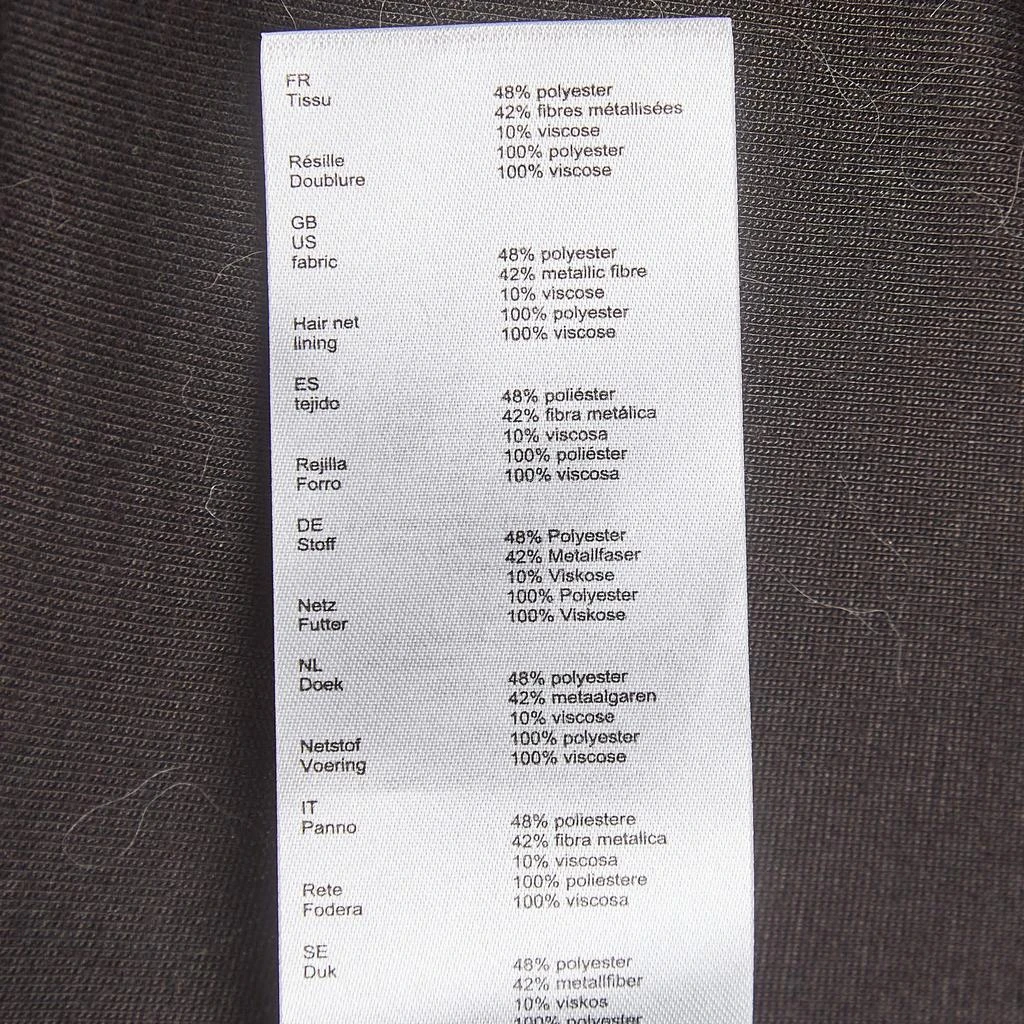 FR
Tissu 48% polyester
42% fibres métallisées
10% viscose
Résille 100% polyester
Doublure 100% viscose
GB
US
fabric 48% polyester
42% metallic fibre
10% viscose
Hair net 100% polyester
lining 100% viscose
ES
tejido 48% poliéster
42% fibra metálica
10% viscosa
Rejilla 100% poliéster
Forro 100% viscosa
DE
Stoff 48% Polyester
42% Metallfaser
10% Viskose
Netz 100% Polyester
Futter 100% Viskose
NL
Doek 48% polyester
42% metaalgaren
10% viscose
Netstof 100% polyester
Voering 100% viscose
IT
Panno 48% poliestere
42% fibra metalica
10% viscosa
Rete 100% poliestere
Fodera 100% viscosa
SE
Duk 48% polyester
42% metallfiber
10% viskos
100% polyester